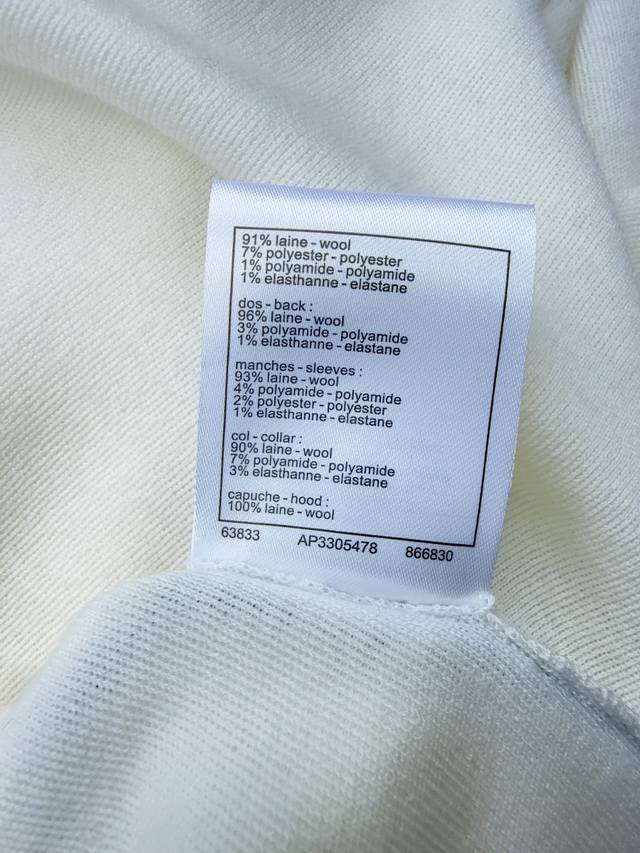 91% laine - wool
7% polyester - polyester
1% polyamide - polyamide
1% elasthanne - elastane
dos - back :
96% laine - wool
3% polyamide - polyamide
1% elasthanne - elastane
manches - sleeves :
93% laine - wool
4% polyamide - polyamide
2% polyester - polyester
1% elasthanne - elastane
col - collar :
90% laine - wool
7% polyamide - polyamide
3% elasthanne - elastane
capuche - hood :
100% laine - wool
63833 AP3305478 866830